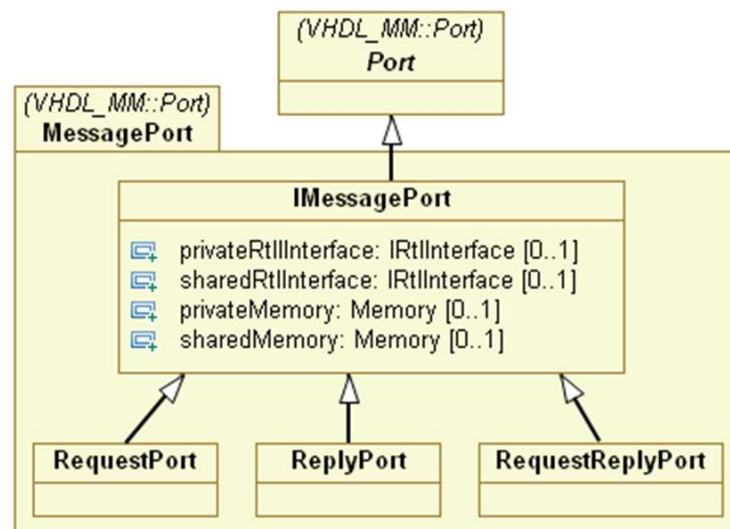 (VHDL_MM::Port)
Port
(VHDL_MM::Port)
MessagePort
IMessagePort
privateRtlIInterface: IRtlInterface [0..1]
sharedRtlInterface: IRtlInterface [0..1]
privateMemory: Memory [0..1]
sharedMemory: Memory [0..1]
RequestPort
ReplyPort
RequestReplyPort